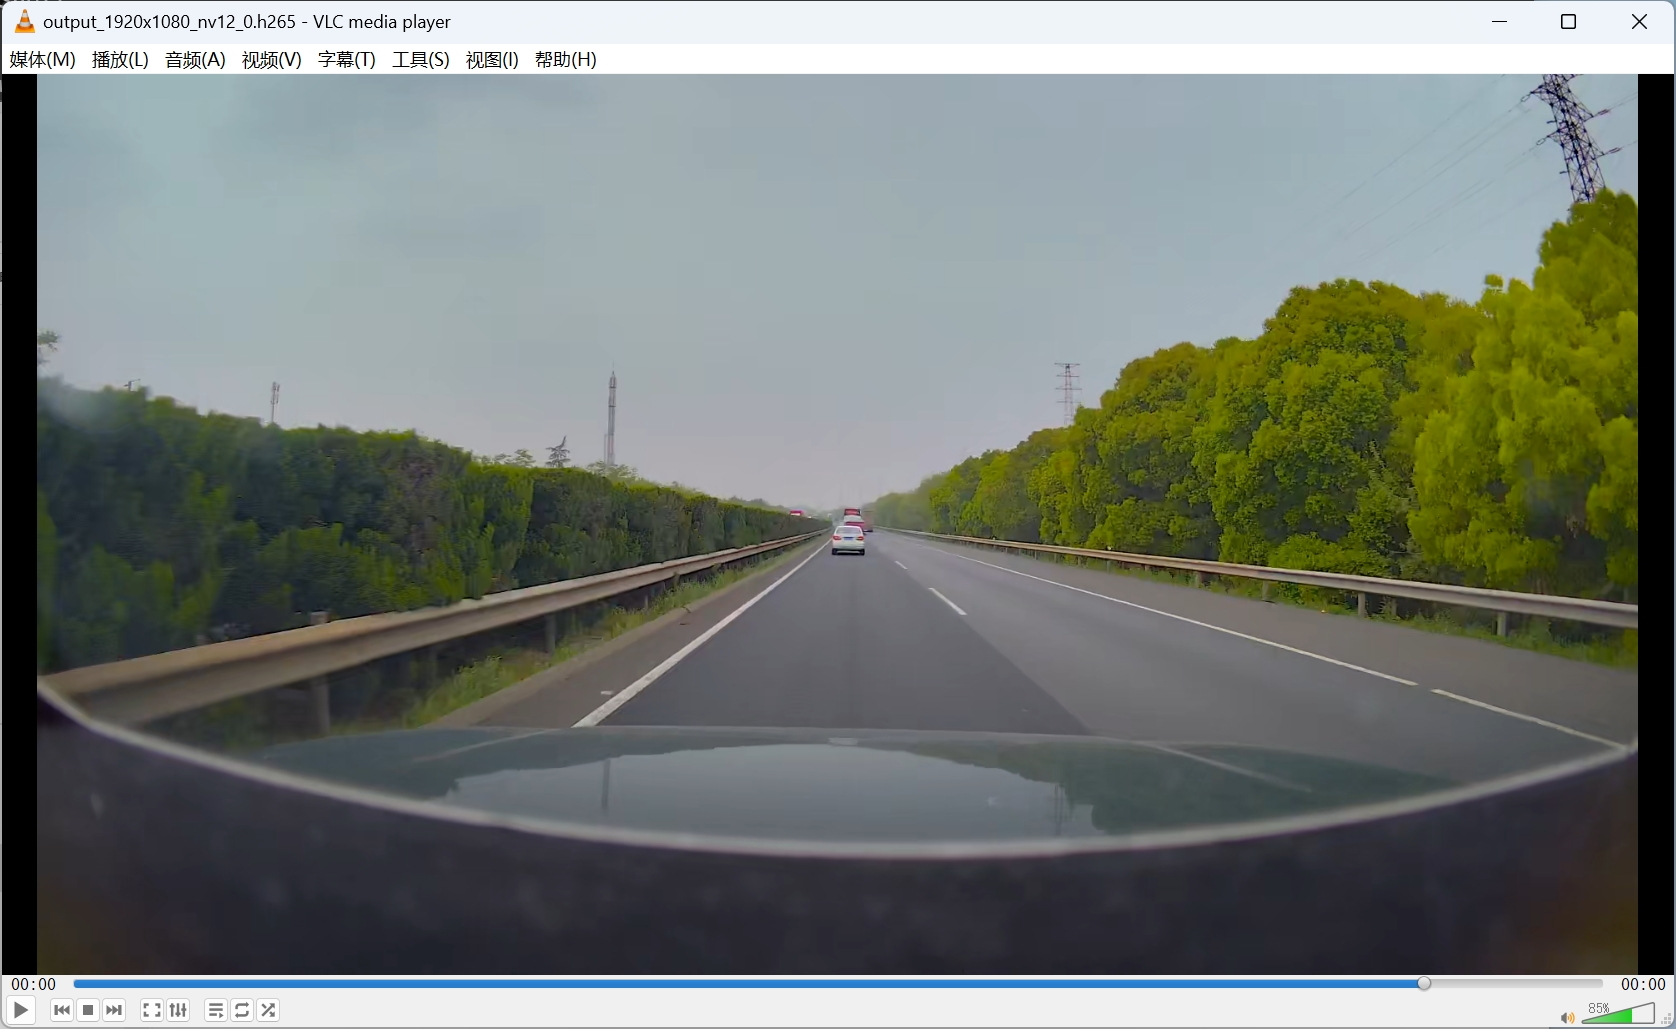 output_1920x1080_nv12_0.h265 - VLC media player
媒体(M) 播放(L) 音频(A) 视频(V) 字幕(T) 工具(S) 视图(I) 帮助(H)
00:00 00:00
85%